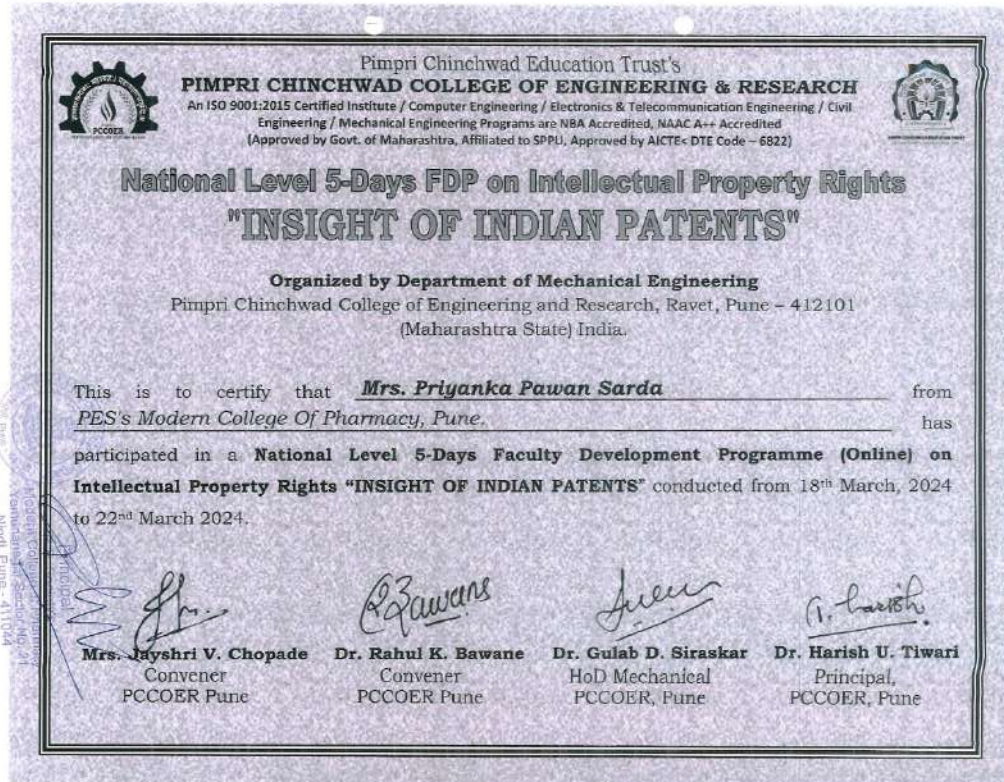 Pimpri Chinchwad Education Trust's
PIMPRI CHINCHWAD COLLEGE OF ENGINEERING & RESEARCH
An ISO 9001:2015 Certified Institute / Computer Engineering / Electronics & Telecommunication Engineering / Civil
Engineering / Mechanical Engineering Programs are NBA Accredited, NAAC A++ Accredited
(Approved by Govt. of Maharashtra, Affiliated to SPPU, Approved by AICTE< DTE Code – 6822)
PCCOER
National Level 5-Days FDP on Intellectual Property Rights
"INSIGHT OF INDIAN PATENTS"
Organized by Department of Mechanical Engineering
Pimpri Chinchwad College of Engineering and Research, Ravet, Pune – 412101
(Maharashtra State) India.
This is to certify that Mrs. Priyanka Pawan Sarda from
PES's Modern College Of Pharmacy, Pune. has
participated in a National Level 5-Days Faculty Development Programme (Online) on
Intellectual Property Rights "INSIGHT OF INDIAN PATENTS" conducted from 18th March, 2024
to 22nd March 2024.
Mrs. Jayshri V. Chopade Dr. Rahul K. Bawane Dr. Gulab D. Siraskar Dr. Harish U. Tiwari
Convener Convener HoD Mechanical Principal,
PCCOER Pune PCCOER Pune PCCOER, Pune PCCOER, Pune
Principal
Nigdi, Pune - 411044